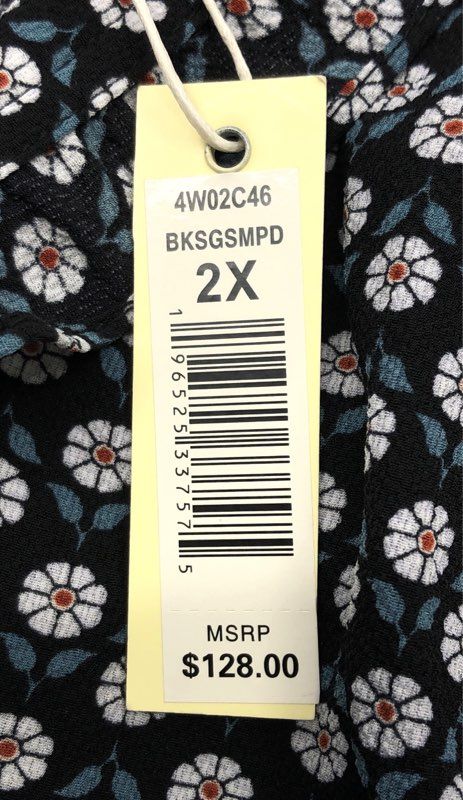 4W02C46
BKSGSMPD
2X
1 96525 33757 5
MSRP
$128.00